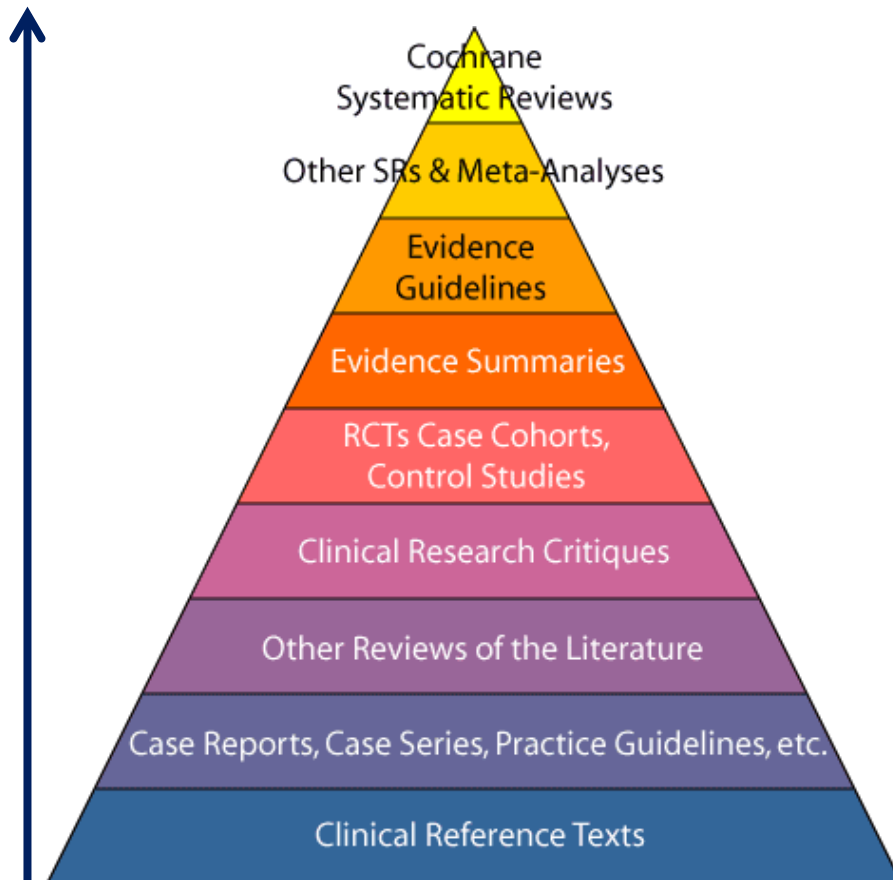 Cochrane
Systematic Reviews
Other SRs & Meta-Analyses
Evidence
Guidelines
Evidence Summaries
RCTs Case Cohorts,
Control Studies
Clinical Research Critiques
Other Reviews of the Literature
Case Reports, Case Series, Practice Guidelines, etc.
Clinical Reference Texts